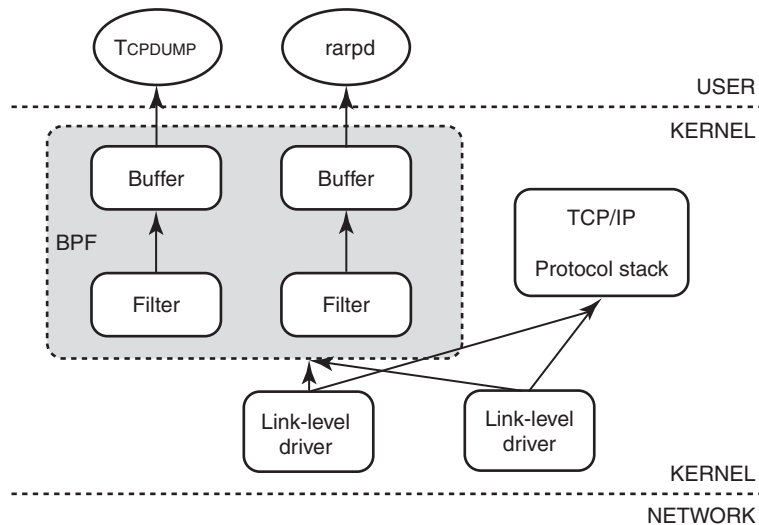 TCPDUMP
rarpd
USER
KERNEL
Buffer
Buffer
TCP/IP
Protocol stack
BPF
Filter
Filter
Link-level
driver
Link-level
driver
KERNEL
NETWORK